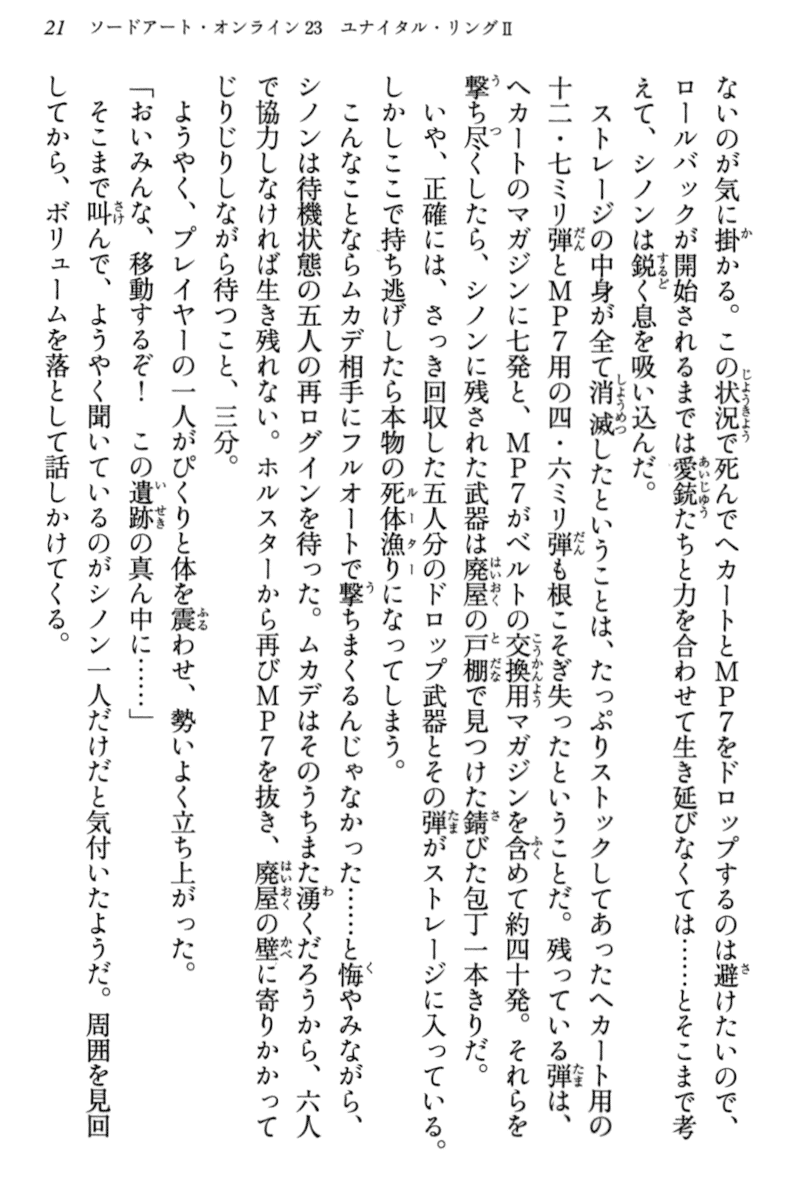 21　ソードアート・オンライン23　ユナイタル・リングⅡ
ないのが気に掛かる。この状況で死んでヘカートとＭＰ７をドロップするのは避けたいので、
ロールバックが開始されるまでは愛銃たちと力を合わせて生き延びなくては……とそこまで考
えて、シノンは鋭く息を吸い込んだ。
　ストレージの中身が全て消滅したということは、たっぷりストックしてあったヘカート用の
十二・七ミリ弾とＭＰ７用の四・六ミリ弾も根こそぎ失ったということだ。残っている弾は、
ヘカートのマガジンに七発と、ＭＰ７がベルトの交換用マガジンを含めて約四十発。それらを
撃ち尽くしたら、シノンに残された武器は廃屋の戸棚で見つけた錆びた包丁一本きりだ。
　いや、正確には、さっき回収した五人分のドロップ武器とその弾がストレージに入っている。
しかしここで持ち逃げしたら本物の死体漁りになってしまう。
　こんなことならムカデ相手にフルオートで撃ちまくるんじゃなかった……と悔やみながら、
シノンは待機状態の五人の再ログインを待った。ムカデはそのうちまた湧くだろうから、六人
で協力しなければ生き残れない。ホルスターから再びＭＰ７を抜き、廃屋の壁に寄りかかって
じりじりしながら待つこと、三分。
　ようやく、プレイヤーの一人がぴくりと体を震わせ、勢いよく立ち上がった。
「おいみんな、移動するぞ！　この遺跡の真ん中に……」
　そこまで叫んで、ようやく聞いているのがシノン一人だけだと気付いたようだ。周囲を見回
してから、ボリュームを落として話しかけてくる。